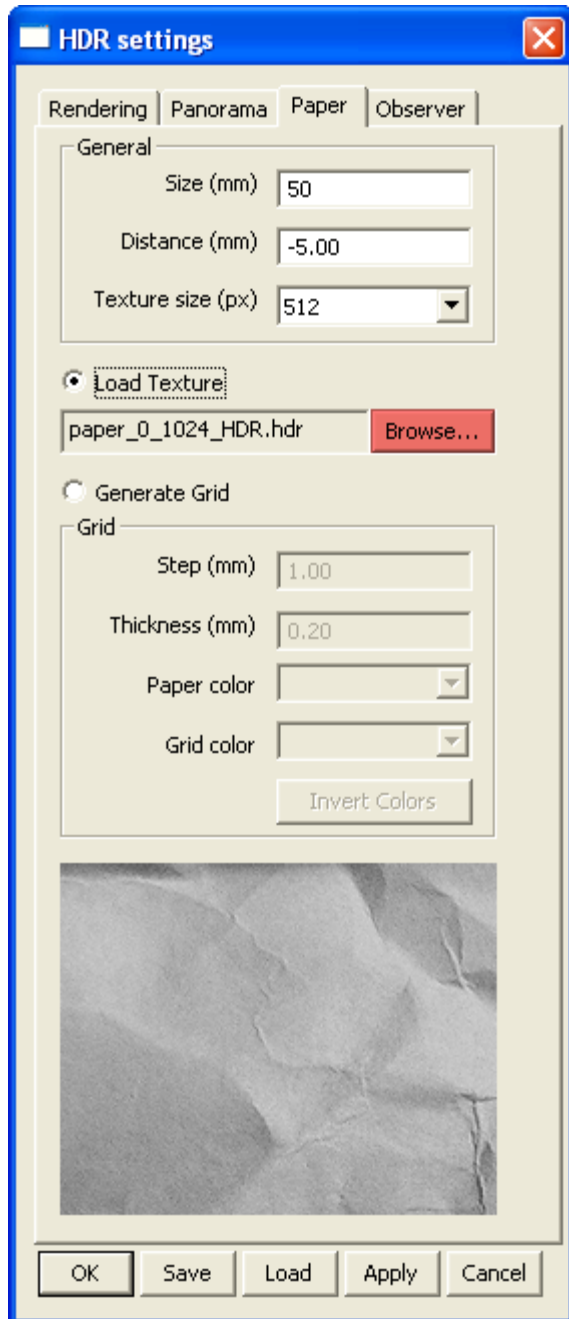 HDR settings
Rendering Panorama Paper Observer
General
Size (mm) 50
Distance (mm) -5.00
Texture size (px) 512
Load Texture
paper_0_1024_HDR.hdr Browse...
Generate Grid
Grid
Step (mm) 1.00
Thickness (mm) 0.20
Paper color
Grid color
Invert Colors
OK Save Load Apply Cancel